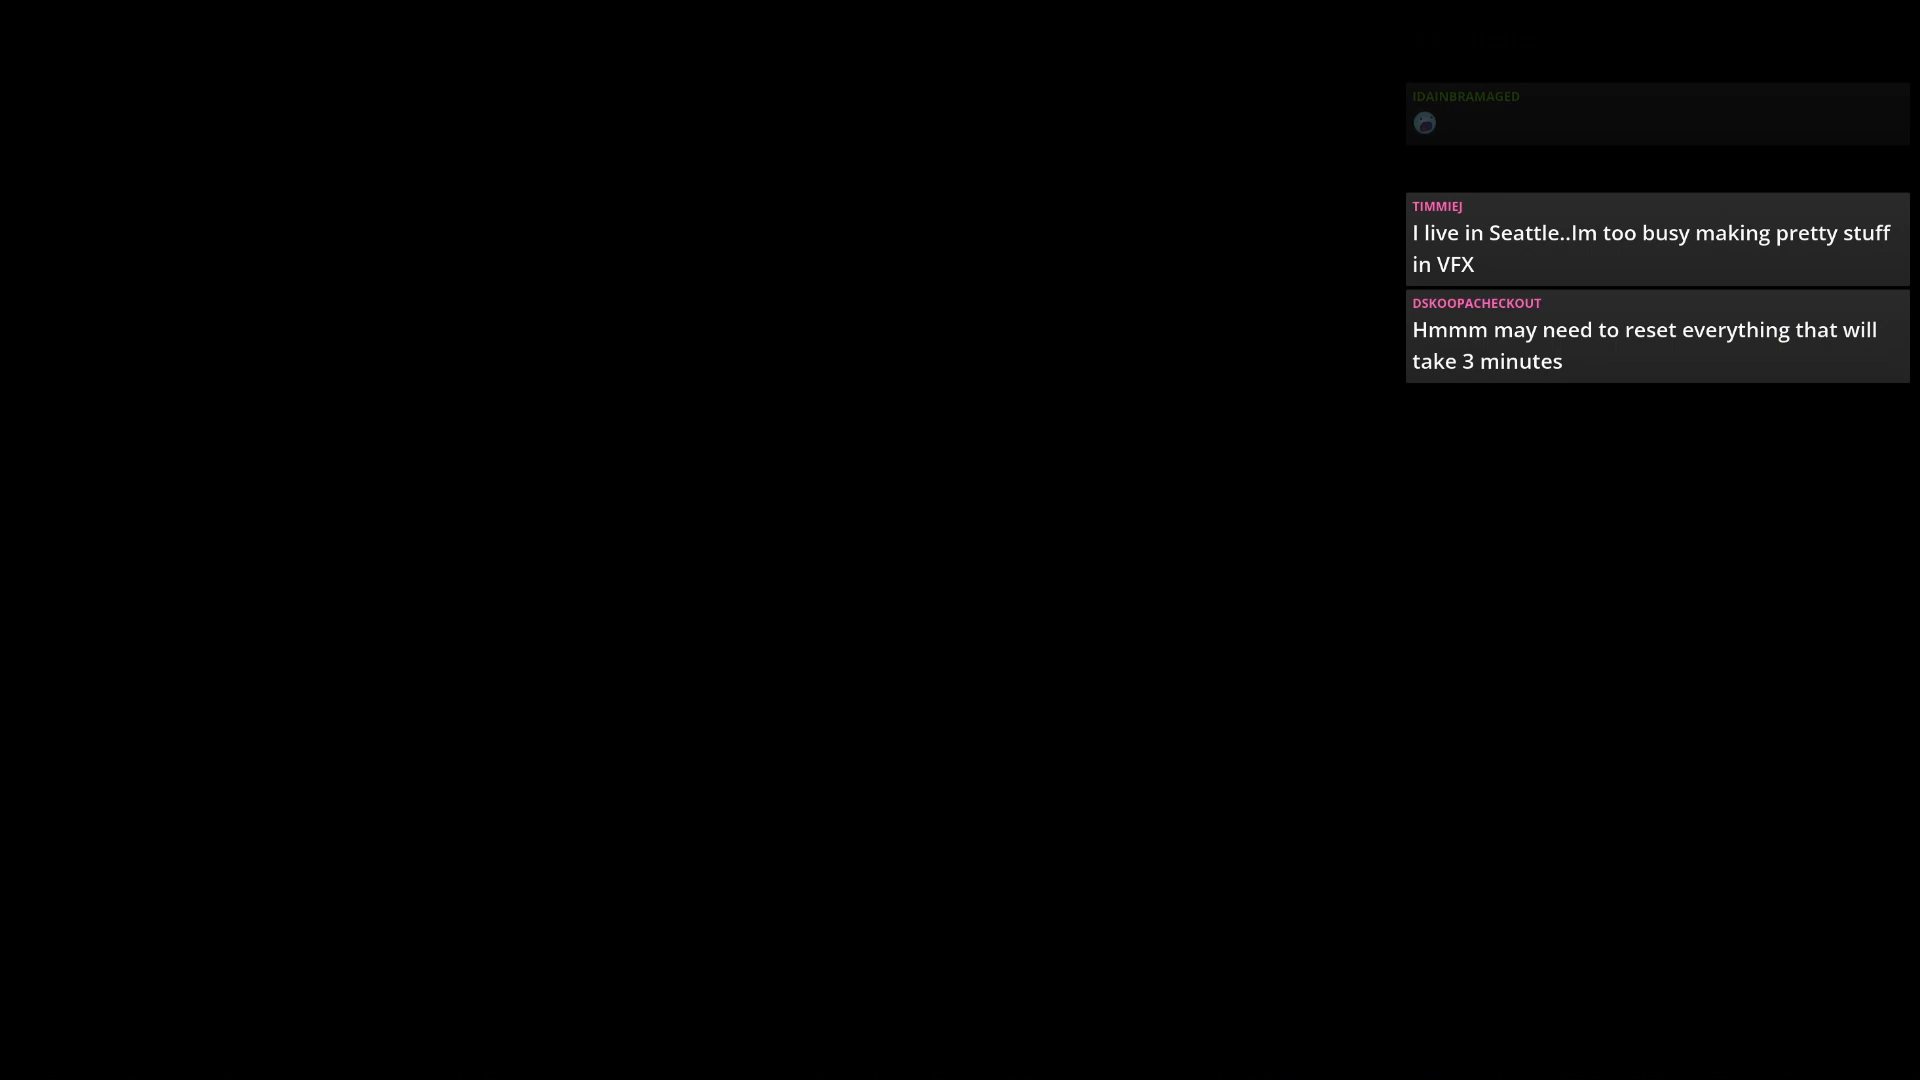 IDAINBRAMAGED
TIMMIEJ
I live in Seattle..Im too busy making pretty stuff
in VFX
DSKOOPACHECKOUT
Hmmm may need to reset everything that will
take 3 minutes